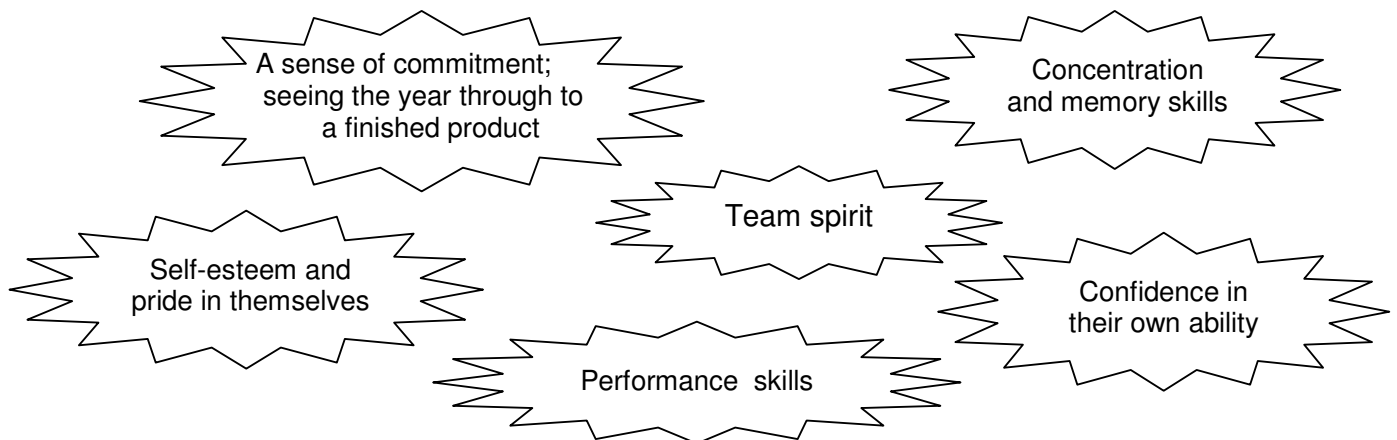 A sense of commitment;
seeing the year through to
a finished product
Concentration
and memory skills
Team spirit
Self-esteem and
pride in themselves
Confidence in
their own ability
Performance skills